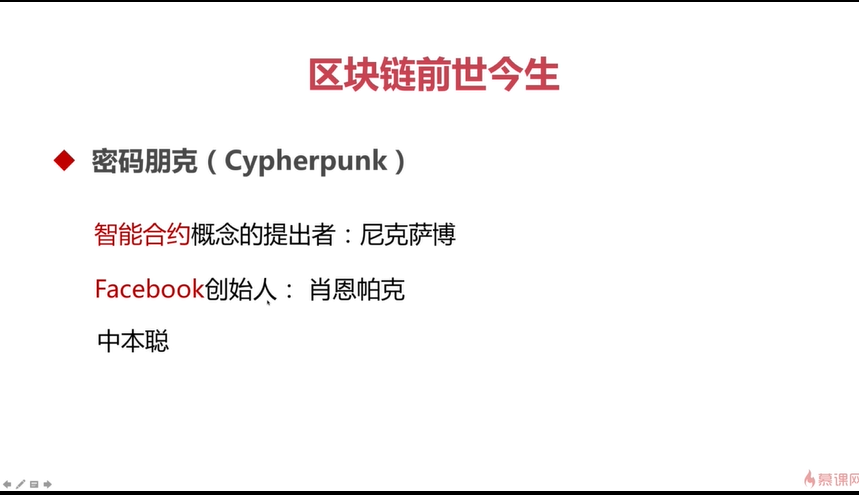 区块链前世今生
密码朋克（Cypherpunk）
智能合约概念的提出者：尼克萨博
Facebook创始人： 肖恩帕克
中本聪
慕课网